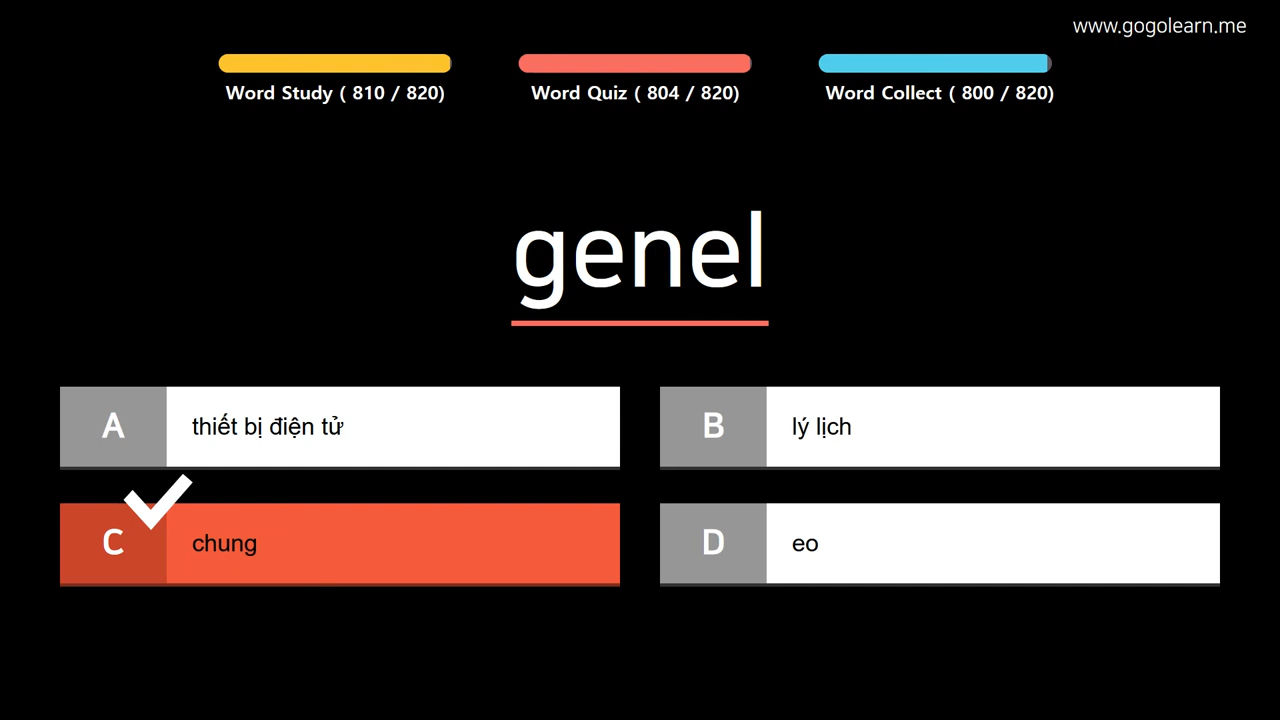 www.gogolearn.me
Word Study ( 810 / 820)
Word Quiz ( 804 / 820)
Word Collect ( 800 / 820)
genel
A thiết bị điện tử
B lý lịch
C chung
D eo